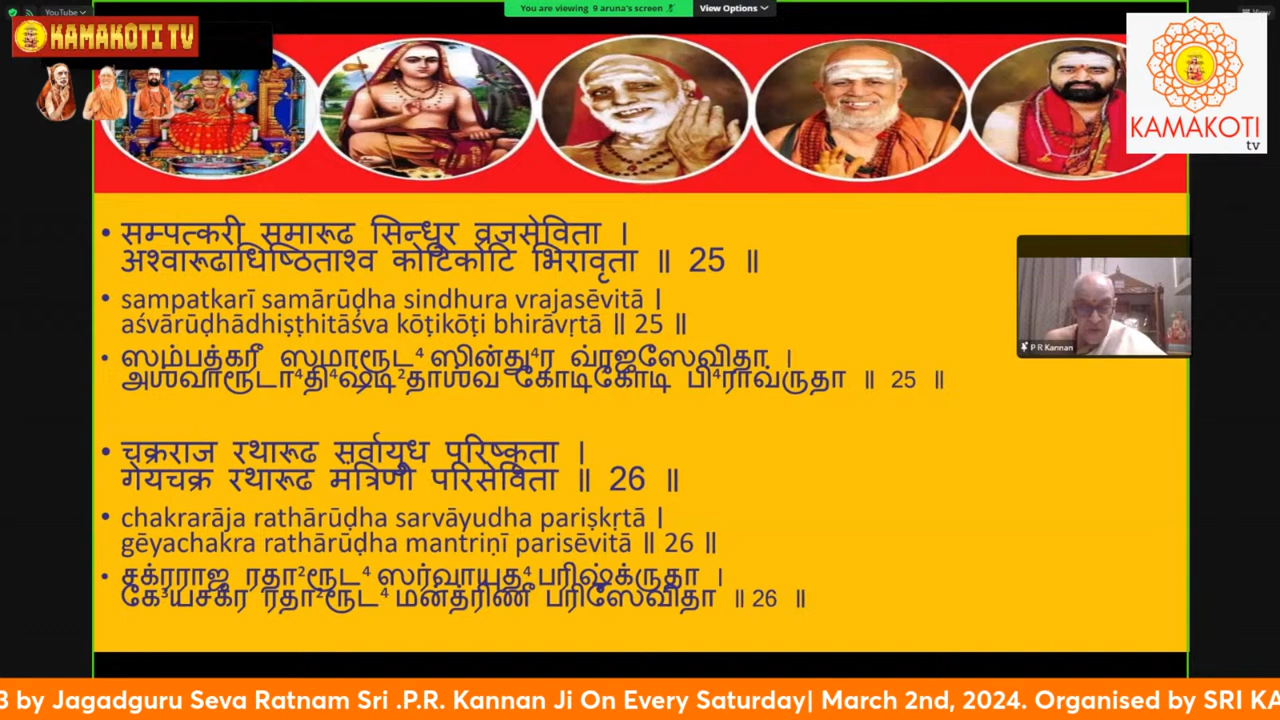 YouTube
You are viewing 9 aruna's screen
View Options
View
KAMAKOTI TV
KAMAKOTI
tv
• सम्पत्करी समारूढ सिन्धुर व्रजसेविता ।
अश्वारूढाधिष्ठिताश्व कोटिकोटि भिरावृता ॥ 25 ॥
• sampatkarī samārūḍha sindhura vrajasēvitā |
aśvārūḍhādhiṣṭhitāśva kōṭikōṭi bhirāvṛtā ॥ 25 ॥
• ஸம்பத்கரீ ஸமாரூட⁴ ஸின்து⁴ர வ்ரஜஸேவிதா ।
அஶ்வாரூடா⁴தி⁴ஷ்டி²தாஶ்வ கோடிகோடி பி⁴ராவ்ருதா ॥ 25 ॥
P R Kannan
• चक्रराज रथारूढ सर्वायुध परिष्कृता ।
गेयचक्र रथारूढ मंत्रिणी परिसेविता ॥ 26 ॥
• chakrarāja rathārūḍha sarvāyudha pariṣkṛtā |
gēyachakra rathārūḍha mantriṇī parisēvitā ॥ 26 ॥
• சக்ரராஜ ரதா²ரூட⁴ ஸர்வாயுத⁴ பரிஷ்க்ருதா ।
கே³யசக்ர ரதா²ரூட⁴ மன்த்ரிணீ பரிஸேவிதா ॥ 26 ॥
3 by Jagadguru Seva Ratnam Sri .P.R. Kannan Ji On Every Saturday| March 2nd, 2024. Organised by SRI KA